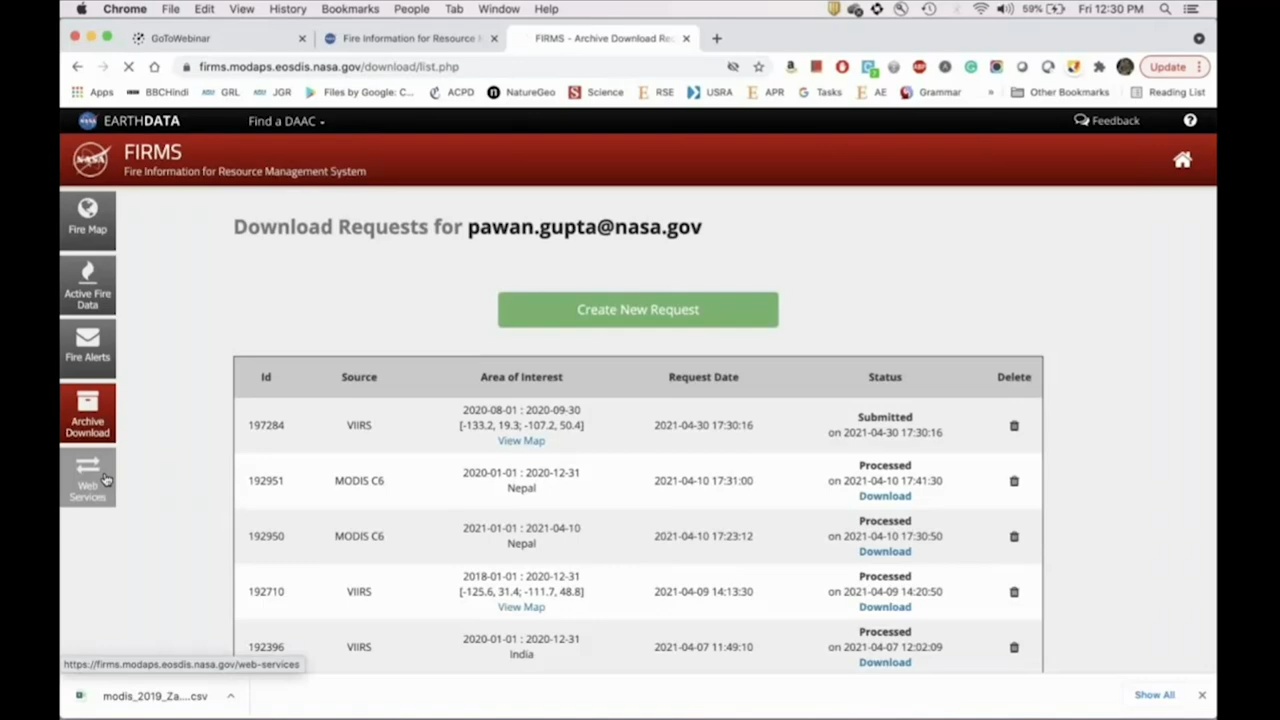 Chrome File Edit View History Bookmarks People Tab Window Help 59% Fri 12:30 PM
GoToWebinar
Fire Information for Resource
FIRMS - Archive Download Re
firms.modaps.eosdis.nasa.gov/download/list.php
Update
Apps BBCHindi GRL JGR Files by Google: C... ACPD NatureGeo Science RSE USRA APR Tasks AE Grammar » Other Bookmarks Reading List
EARTHDATA Find a DAAC Feedback
FIRMS
Fire Information for Resource Management System
Fire Map
Active Fire
Data
Fire Alerts
Archive
Download
Web
Services
Download Requests for pawan.gupta@nasa.gov
Create New Request
Id Source Area of Interest Request Date Status Delete
197284 VIIRS 2020-08-01 : 2020-09-30
[-133.2, 19.3; -107.2, 50.4]
View Map
2021-04-30 17:30:16
Submitted
on 2021-04-30 17:30:16
192951 MODIS C6 2020-01-01 : 2020-12-31
Nepal
2021-04-10 17:31:00
Processed
on 2021-04-10 17:41:30
Download
192950 MODIS C6 2021-01-01 : 2021-04-10
Nepal
2021-04-10 17:23:12
Processed
on 2021-04-10 17:30:50
Download
192710 VIIRS 2018-01-01 : 2020-12-31
[-125.6, 31.4; -111.7, 48.8]
View Map
2021-04-09 14:13:30
Processed
on 2021-04-09 14:20:50
Download
192396 VIIRS 2020-01-01 : 2020-12-31
India
2021-04-07 11:49:10
Processed
on 2021-04-07 12:02:09
Download
https://firms.modaps.eosdis.nasa.gov/web-services
modis_2019_Za....csv
Show All